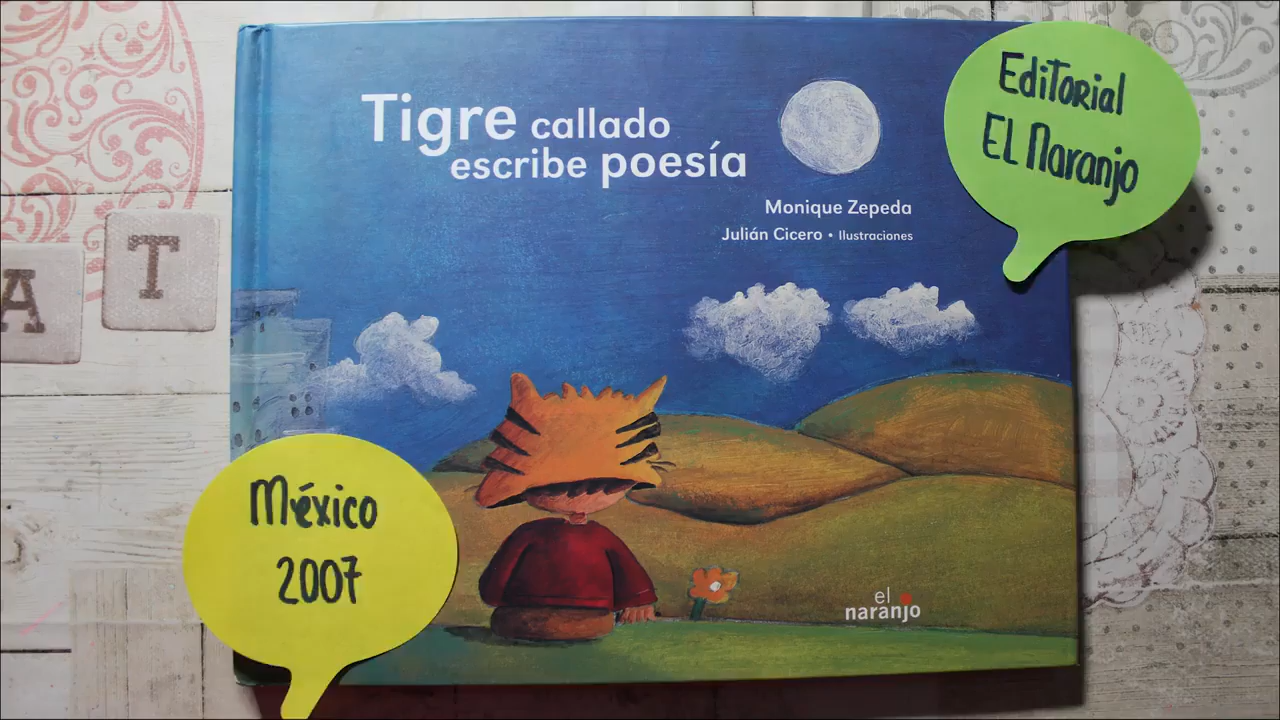 Tigre callado
escribe poesía
Monique Zepeda
Julián Cicero • Ilustraciones
Editorial
El Naranjo
A T
México
2007
el
naranjo